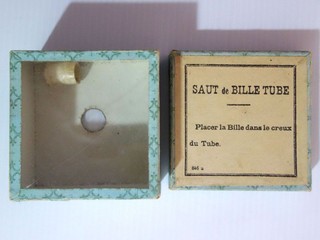 SAUT de BILLE TUBE
Placer la Bille dans le creux
du Tube.